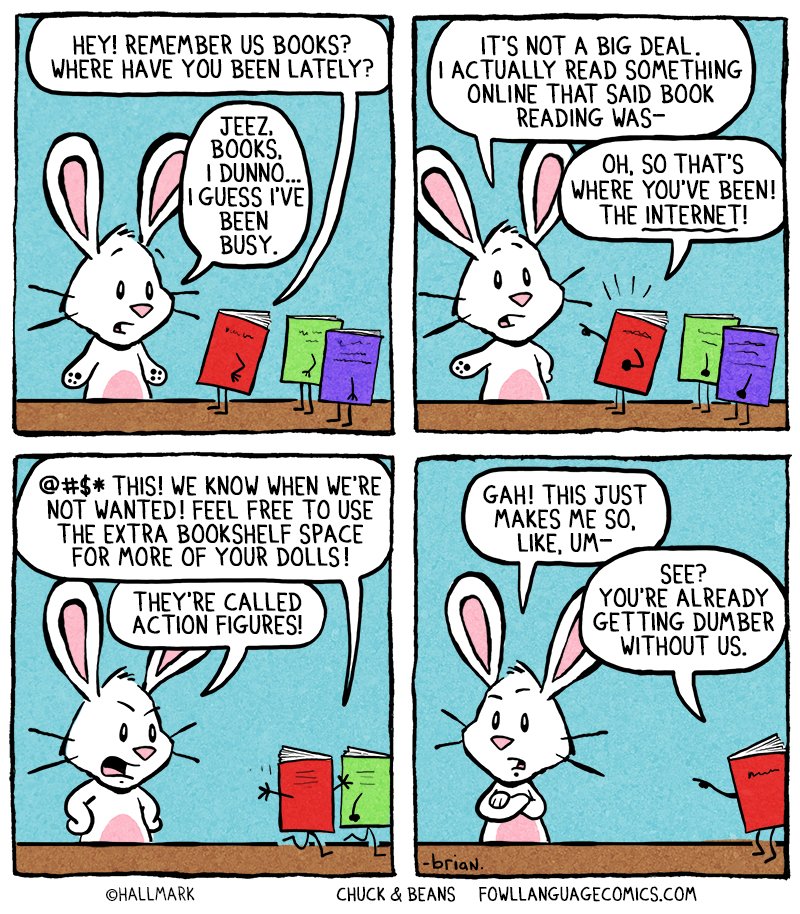 HEY! REMEMBER US BOOKS?
WHERE HAVE YOU BEEN LATELY?
JEEZ,
BOOKS,
I DUNNO...
I GUESS I'VE
BEEN
BUSY.
IT'S NOT A BIG DEAL.
I ACTUALLY READ SOMETHING
ONLINE THAT SAID BOOK
READING WAS–
OH, SO THAT'S
WHERE YOU'VE BEEN!
THE INTERNET!
@#$* THIS! WE KNOW WHEN WE'RE
NOT WANTED! FEEL FREE TO USE
THE EXTRA BOOKSHELF SPACE
FOR MORE OF YOUR DOLLS!
THEY'RE CALLED
ACTION FIGURES!
GAH! THIS JUST
MAKES ME SO,
LIKE, UM–
SEE?
YOU'RE ALREADY
GETTING DUMBER
WITHOUT US.
-brian.
©HALLMARK CHUCK & BEANS FOWLLANGUAGECOMICS.COM